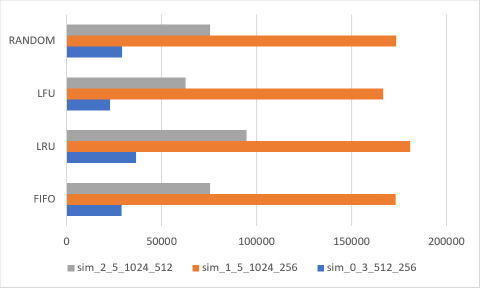 RANDOM
LFU
LRU
FIFO
0 50000 100000 150000 200000
sim_2_5_1024_512 sim_1_5_1024_256 sim_0_3_512_256